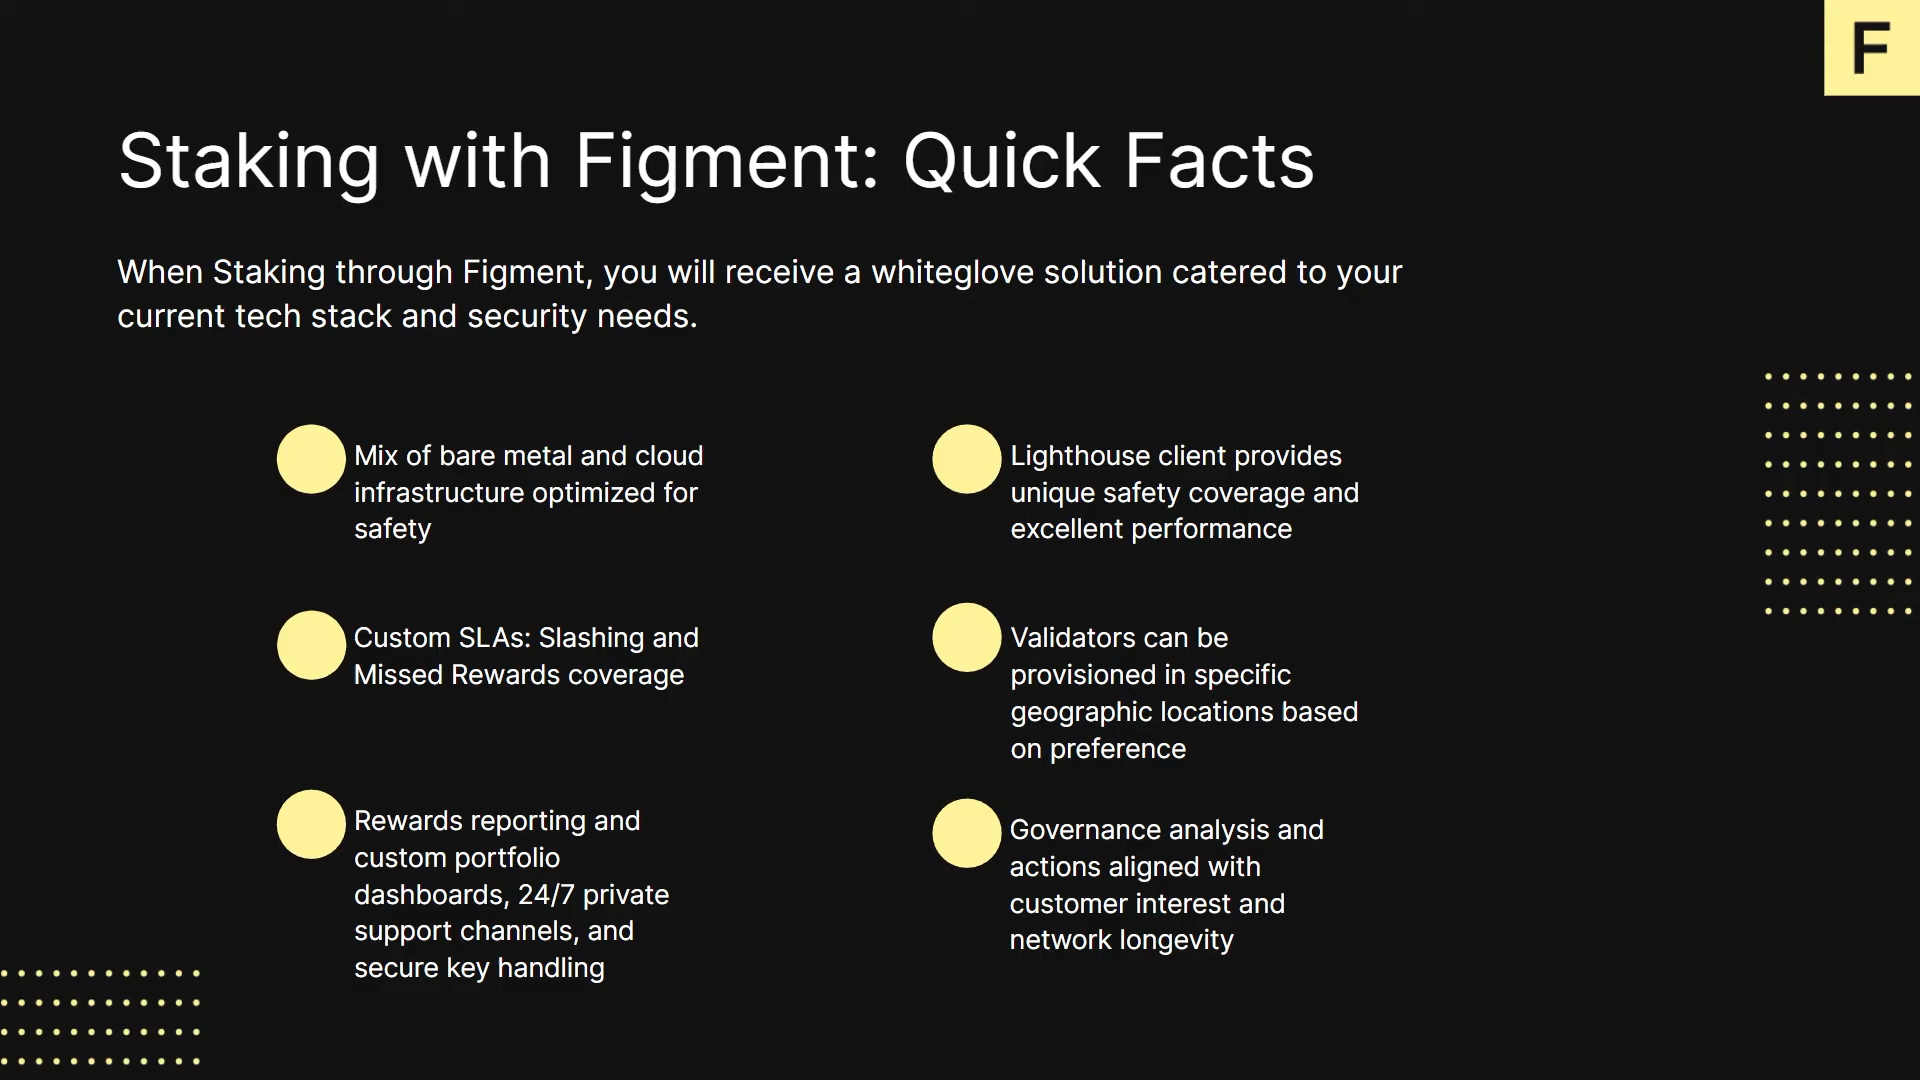 F
Staking with Figment: Quick Facts
When Staking through Figment, you will receive a whiteglove solution catered to your
current tech stack and security needs.
Mix of bare metal and cloud
infrastructure optimized for
safety
Lighthouse client provides
unique safety coverage and
excellent performance
Custom SLAs: Slashing and
Missed Rewards coverage
Validators can be
provisioned in specific
geographic locations based
on preference
Rewards reporting and
custom portfolio
dashboards, 24/7 private
support channels, and
secure key handling
Governance analysis and
actions aligned with
customer interest and
network longevity